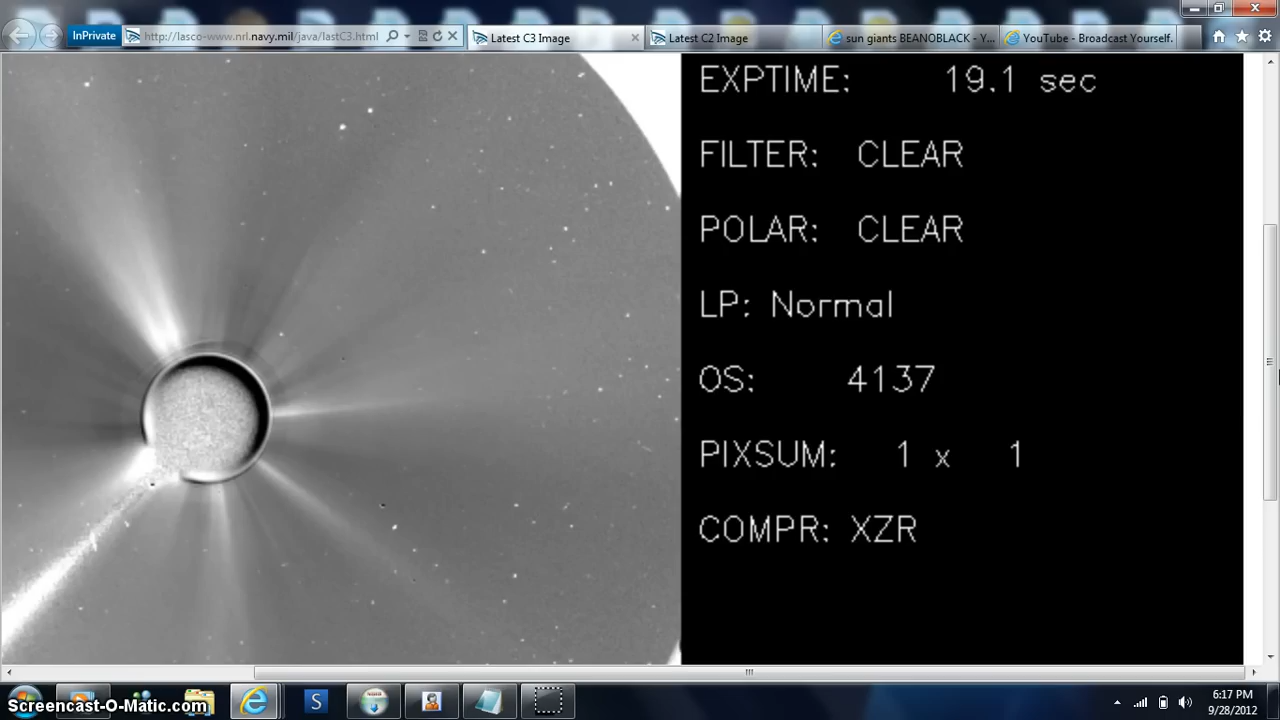 InPrivate
http://lasco-www.nrl.navy.mil/java/lastC3.html
Latest C3 Image
Latest C2 Image
sun giants BEANOBLACK - Y...
YouTube - Broadcast Yourself.
EXPTIME: 19.1 sec
FILTER: CLEAR
POLAR: CLEAR
LP: Normal
OS: 4137
PIXSUM: 1 x 1
COMPR: XZR
S
Screencast-O-Matic.com
6:17 PM
9/28/2012